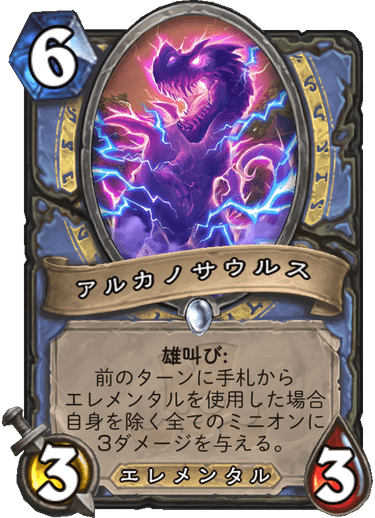 6
アルカノサウルス
雄叫び:
前のターンに手札から
エレメンタルを使用した場合
自身を除く全てのミニオンに
3ダメージを与える。
3
エレメンタル
3